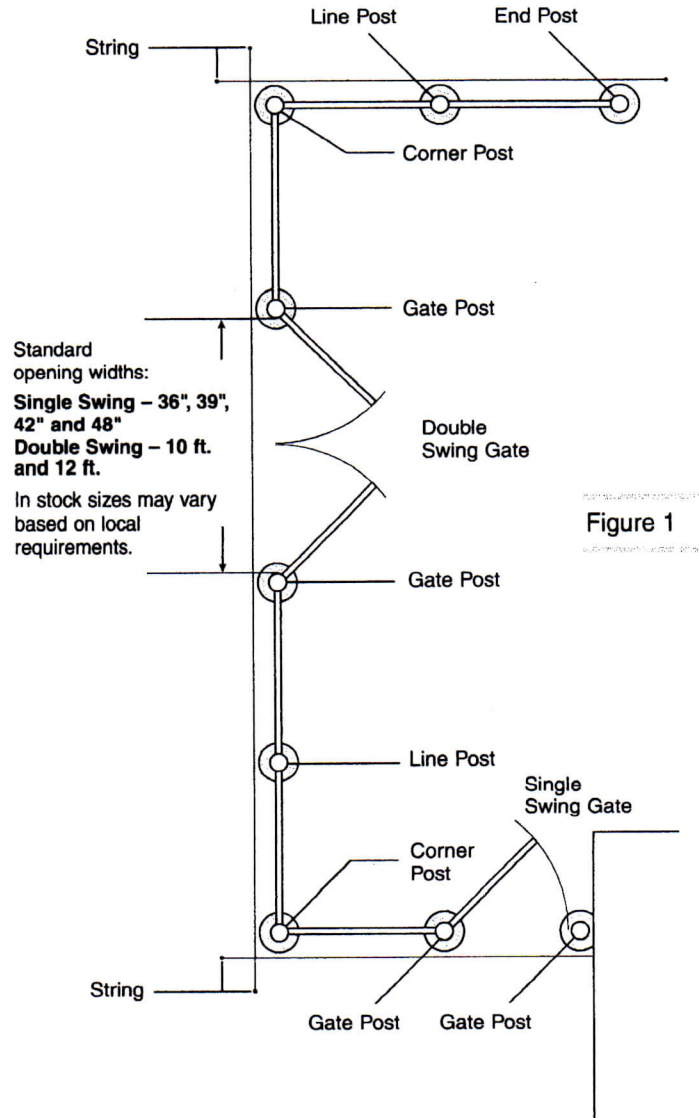 Line Post
End Post
String
Corner Post
Gate Post
Standard
opening widths:
Single Swing – 36", 39",
42" and 48"
Double Swing – 10 ft.
and 12 ft.
In stock sizes may vary
based on local
requirements.
Double
Swing Gate
Figure 1
Gate Post
Line Post
Single
Swing Gate
Corner
Post
String
Gate Post
Gate Post